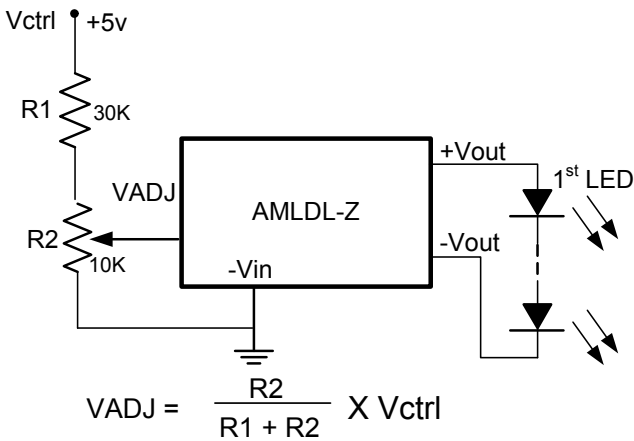 Vctrl +5v
R1 30K
VADJ
R2 10K
AMLDL-Z
-Vin
+Vout
-Vout
1st LED
VADJ = R2 / R1 + R2 X Vctrl